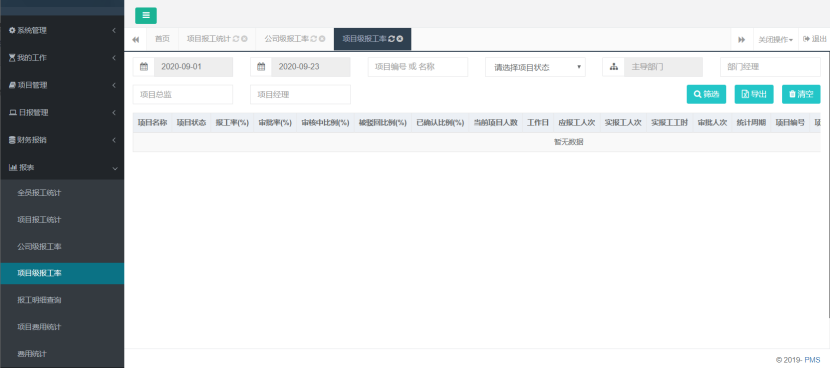 系统管理
我的工作
项目管理
日报管理
财务报销
报表
全员报工统计
项目报工统计
公司级报工率
项目级报工率
报工明细查询
项目费用统计
费用统计
首页 项目报工统计 公司级报工率 项目级报工率 关闭操作 退出
2020-09-01 2020-09-23 项目编号 或 名称 请选择项目状态 主导部门 部门经理
项目总监 项目经理 筛选 导出 清空
项目名称 项目状态 报工率(%) 审批率(%) 审核中比例(%) 被驳回比例(%) 已确认比例(%) 当前项目人数 工作日 应报工人次 实报工人次 实报工工时 审批人次 统计周期 项目编号
暂无数据
© 2019- PMS